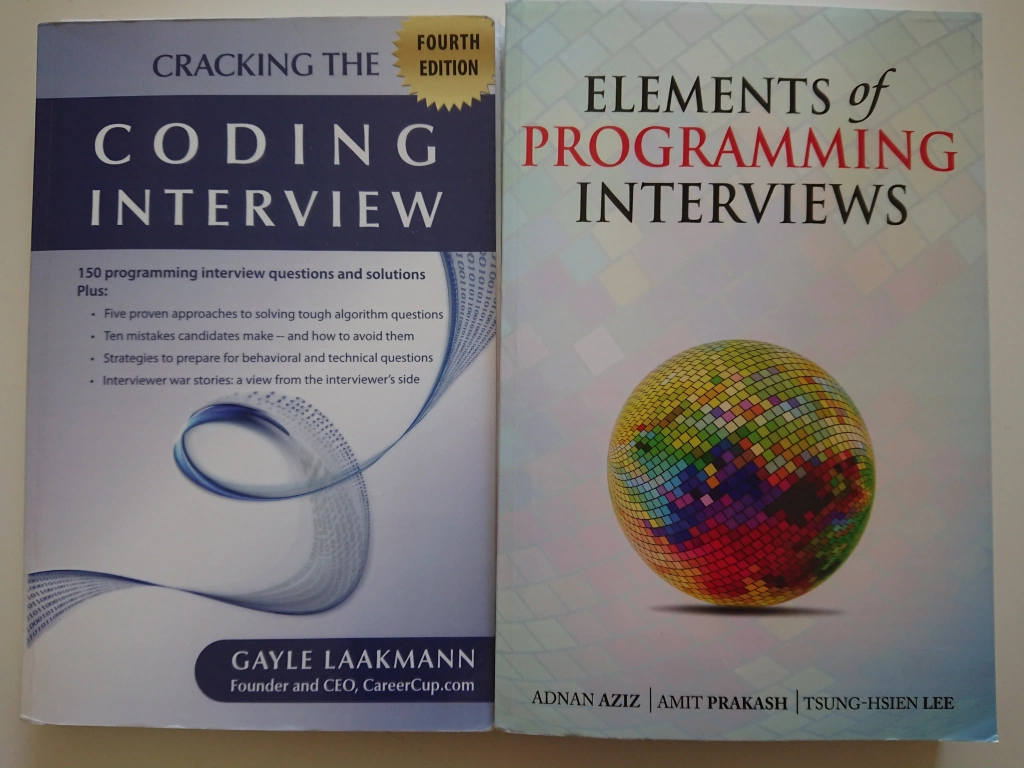 CRACKING THE
FOURTH
EDITION
CODING
INTERVIEW
150 programming interview questions and solutions
Plus:
• Five proven approaches to solving tough algorithm questions
• Ten mistakes candidates make -- and how to avoid them
• Strategies to prepare for behavioral and technical questions
• Interviewer war stories: a view from the interviewer's side
GAYLE LAAKMANN
Founder and CEO, CareerCup.com
ELEMENTS of
PROGRAMMING
INTERVIEWS
ADNAN AZIZ | AMIT PRAKASH | TSUNG-HSIEN LEE